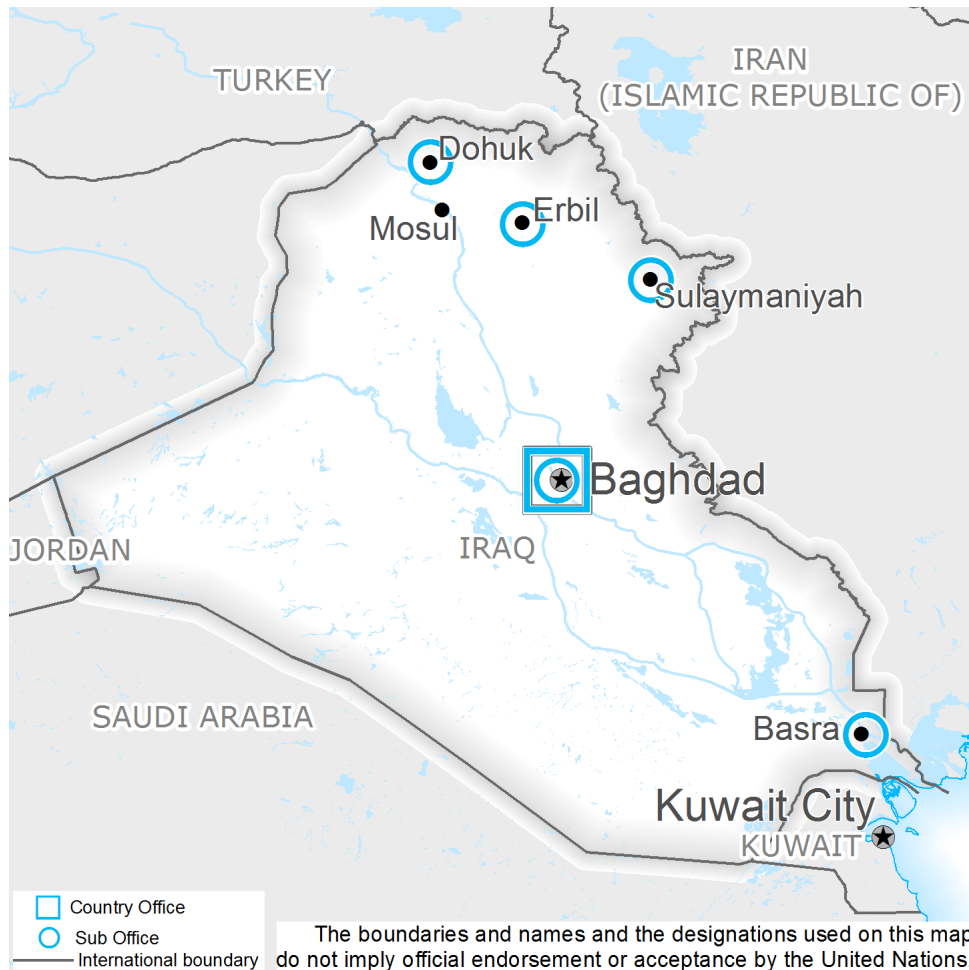 TURKEY
IRAN
(ISLAMIC REPUBLIC OF)
Dohuk
Erbil
Mosul
Sulaymaniyah
Baghdad
IRAQ
JORDAN
SAUDI ARABIA
Basra
Kuwait City
KUWAIT
Country Office
Sub Office
International boundary
The boundaries and names and the designations used on this map
do not imply official endorsement or acceptance by the United Nations